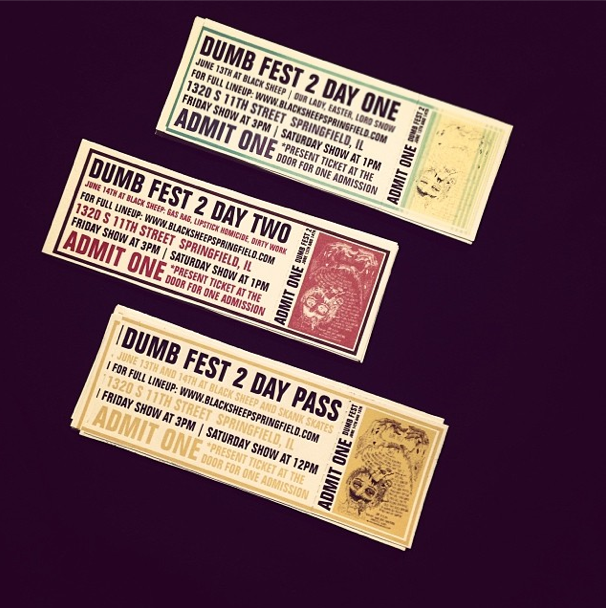 DUMB FEST 2 DAY ONE
JUNE 13TH AT BLACK SHEEP | OUR LADY, EASTER, LORD SNOW
FOR FULL LINEUP: WWW.BLACKSHEEPSPRINGFIELD.COM
1320 S 11TH STREET SPRINGFIELD, IL
FRIDAY SHOW AT 3PM | SATURDAY SHOW AT 1PM
ADMIT ONE *PRESENT TICKET AT THE
DOOR FOR ONE ADMISSION
ADMIT ONE DUMB FEST 2
DUMB FEST 2 DAY TWO
JUNE 14TH AT BLACK SHEEP: GAS RAG, LIPSTICK HOMICIDE, DIRTY WORK
FOR FULL LINEUP: WWW.BLACKSHEEPSPRINGFIELD.COM
1320 S 11TH STREET SPRINGFIELD, IL
FRIDAY SHOW AT 3PM | SATURDAY SHOW AT 1PM
ADMIT ONE *PRESENT TICKET AT THE
DOOR FOR ONE ADMISSION
ADMIT ONE DUMB FEST 2
DUMB FEST 2 DAY PASS
JUNE 13TH AND 14TH AT BLACK SHEEP AND SKANK SKATES
FOR FULL LINEUP: WWW.BLACKSHEEPSPRINGFIELD.COM
1320 S 11TH STREET SPRINGFIELD, IL
FRIDAY SHOW AT 3PM | SATURDAY SHOW AT 12PM
ADMIT ONE *PRESENT TICKET AT THE
DOOR FOR ONE ADMISSION
ADMIT ONE DUMB FEST